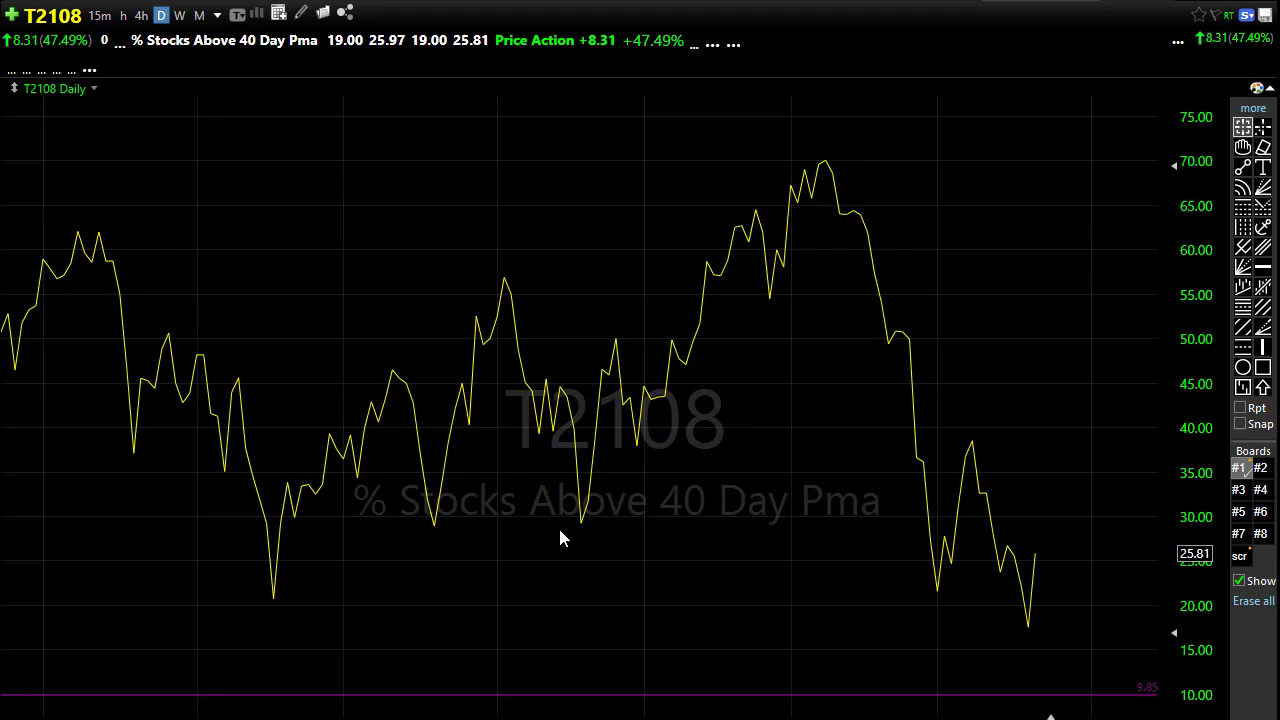 T2108 15m h 4h D W M Tv RT S
8.31(47.49%) 0 ... % Stocks Above 40 Day Pma 19.00 25.97 19.00 25.81 Price Action +8.31 +47.49% ... ... ... ... 8.31(47.49%)
... ... ... ... ... ...
T2108 Daily
more
75.00
70.00
65.00
60.00
55.00
50.00
45.00
40.00
35.00
30.00
25.81
25.00
20.00
15.00
9.85
10.00
T2108
% Stocks Above 40 Day Pma
T
Rpt
Snap
Boards
#1 #2
#3 #4
#5 #6
#7 #8
scr
Show
Erase all